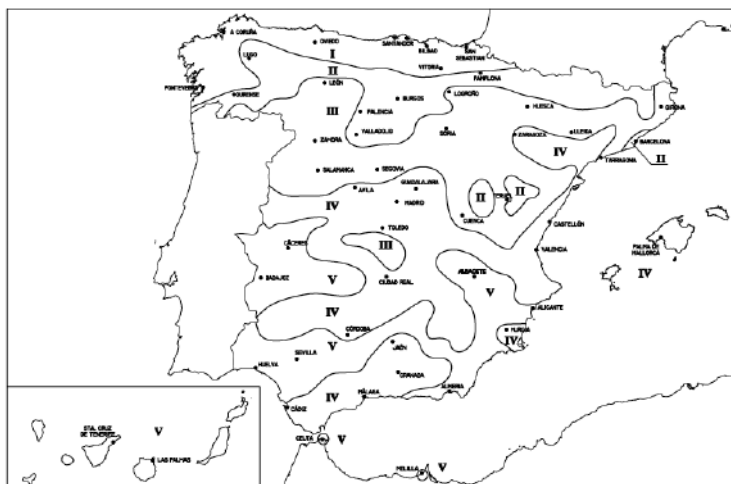 A CORUÑA
OVIEDO
SANTANDER
BILBAO
SAN
SEBASTIAN
I
LUGO
VITORIA
II
PAMPLONA
LEÓN
PONTEVEDRA
OURENSE
BURGOS
LOGROÑO
HUESCA
GIRONA
III
PALENCIA
VALLADOLID
ZAMORA
SORIA
ZARAGOZA
LLEIDA
BARCELONA
IV
TARRAGONA
II
SALAMANCA
SEGOVIA
AVILA
GUADALAJARA
II
II
IV
MADRID
CUENCA
CASTELLÓN
TOLEDO
CÁCERES
III
VALENCIA
PALMA DE
MALLORCA
IV
BADAJOZ
V
CIUDAD REAL
ALBACETE
V
IV
ALICANTE
CÓRDOBA
MURCIA
IV
V
JAÉN
SEVILLA
HUELVA
GRANADA
IV
MÁLAGA
ALMERIA
CÁDIZ
STA. CRUZ
DE TENERIFE
V
LAS PALMAS
CEUTA
V
MELILLA
V